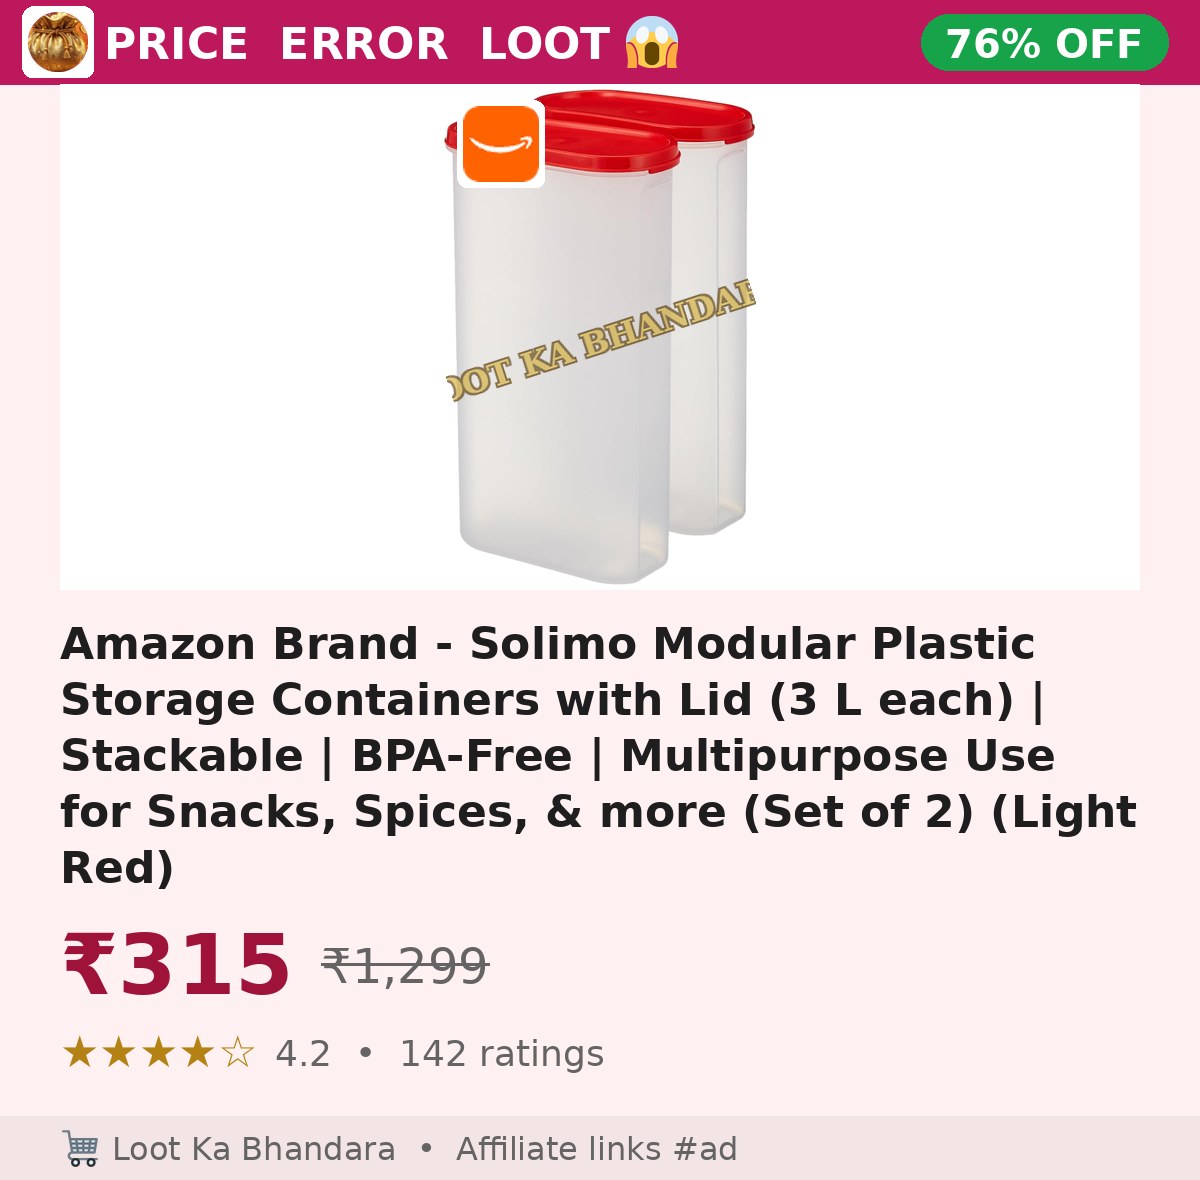 PRICE ERROR LOOT 😱
76% OFF
OOT KA BHANDAR
Amazon Brand - Solimo Modular Plastic
Storage Containers with Lid (3 L each) |
Stackable | BPA-Free | Multipurpose Use
for Snacks, Spices, & more (Set of 2) (Light
Red)
₹315 ₹1,299
★★★★☆ 4.2 • 142 ratings
🛒 Loot Ka Bhandara • Affiliate links #ad